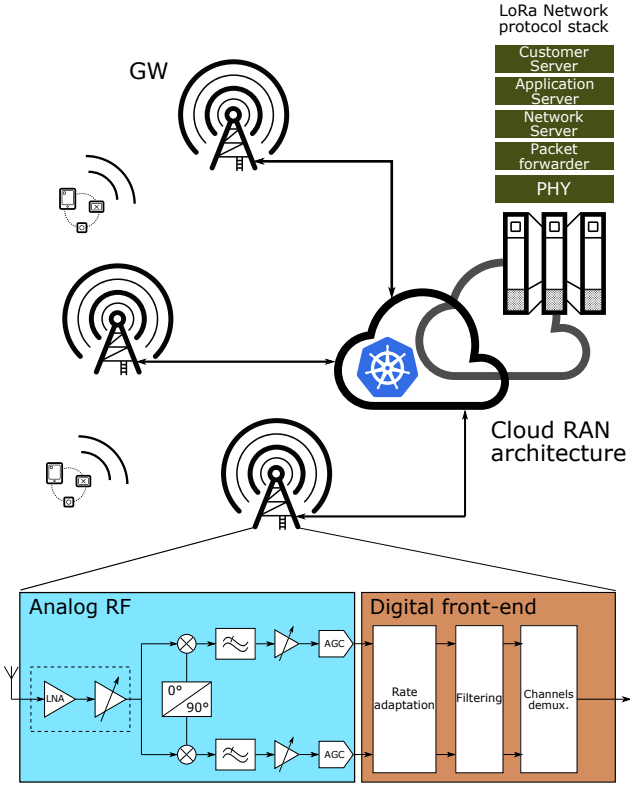 LoRa Network
protocol stack
Customer
Server
Application
Server
Network
Server
Packet
forwarder
PHY
GW
Cloud RAN
architecture
Analog RF
Digital front-end
LNA
0°
90°
AGC
AGC
Rate
adaptation
Filtering
Channels
demux.